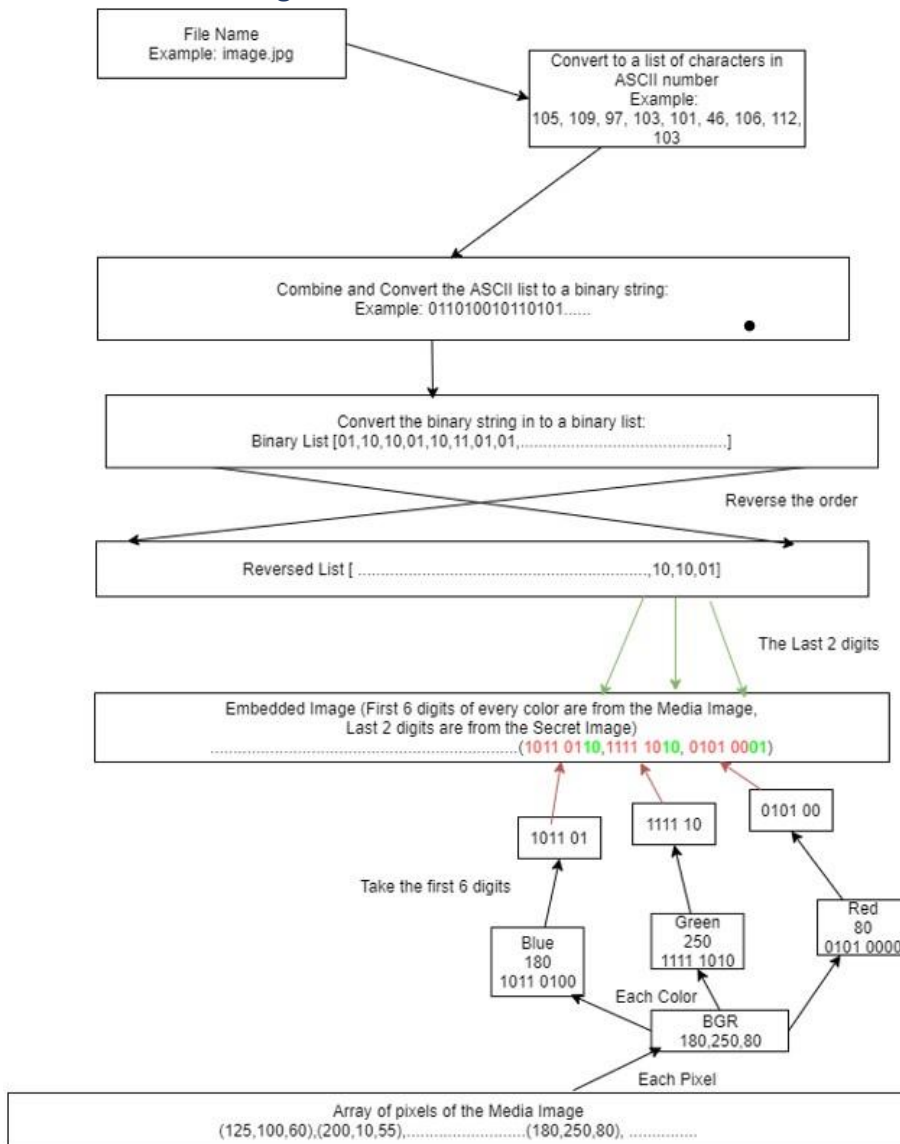 File Name
Example: image.jpg
Convert to a list of characters in
ASCII number
Example:
105, 109, 97, 103, 101, 46, 106, 112,
103
Combine and Convert the ASCII list to a binary string:
Example: 011010010110101......
Convert the binary string in to a binary list:
Binary List [01,10,10,01,10,11,01,01,................................................]
Reverse the order
Reversed List [ ...................................................................,10,10,01]
The Last 2 digits
Embedded Image (First 6 digits of every color are from the Media Image,
Last 2 digits are from the Secret Image)
.......................................................................(1011 0110,1111 1010, 0101 0001)
0101 00
1111 10
1011 01
Take the first 6 digits
Red
80
0101 0000
Green
250
1111 1010
Blue
180
1011 0100
Each Color
BGR
180,250,80
Each Pixel
Array of pixels of the Media Image
(125,100,60),(200,10,55),...........................(180,250,80), ................